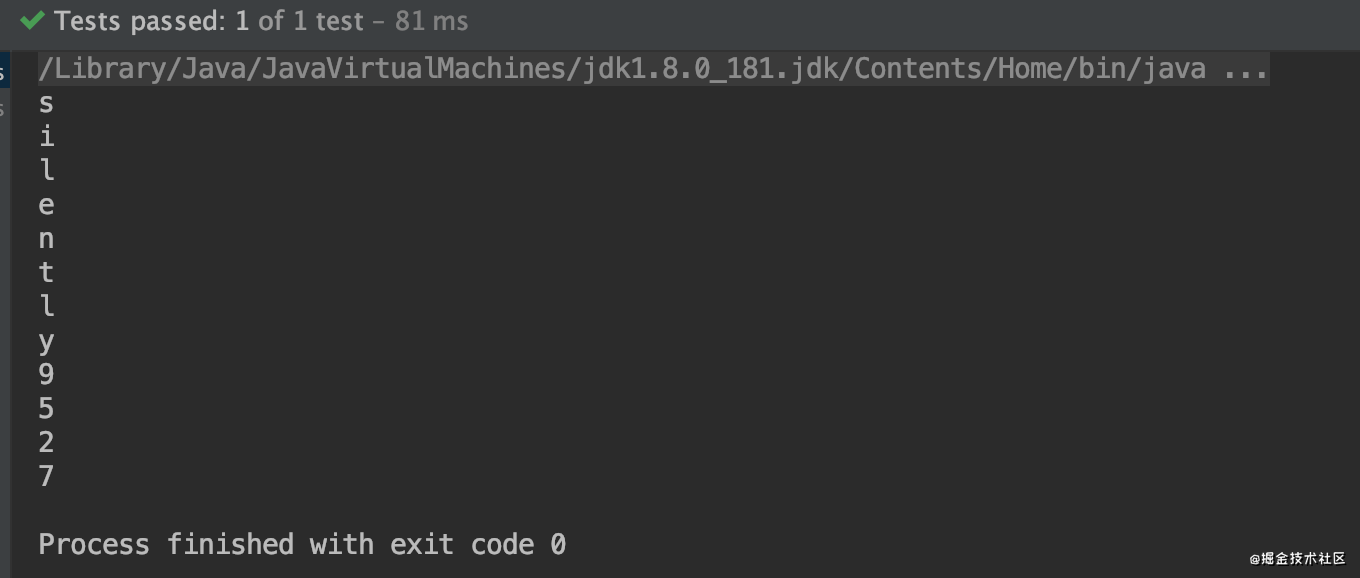 Tests passed: 1 of 1 test – 81 ms
/Library/Java/JavaVirtualMachines/jdk1.8.0_181.jdk/Contents/Home/bin/java ...
s
i
l
e
n
t
l
y
9
5
2
7
Process finished with exit code 0
@掘金技术社区